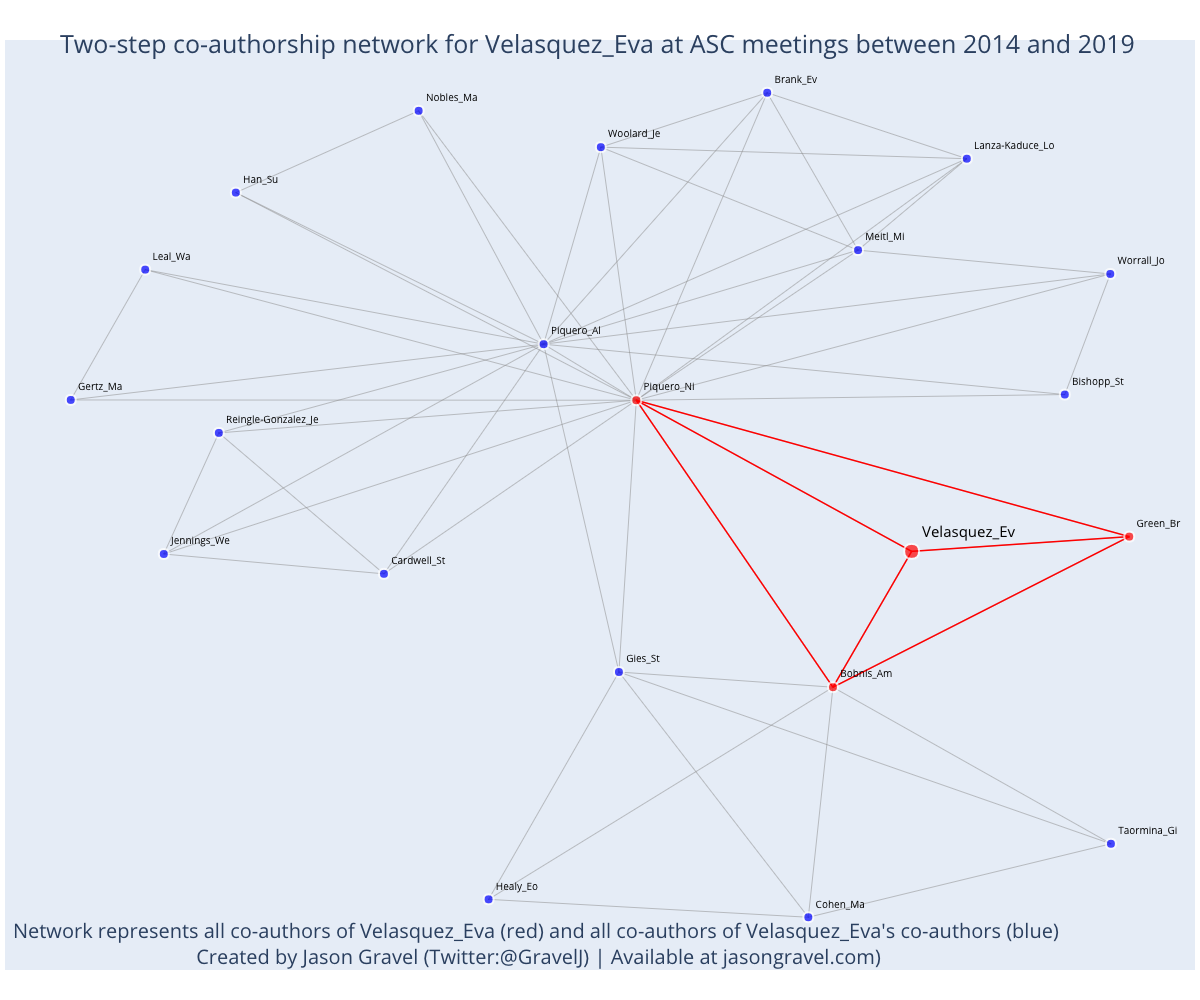 Two-step co-authorship network for Velasquez_Eva at ASC meetings between 2014 and 2019
Brank_Ev
Nobles_Ma
Woolard_Je
Lanza-Kaduce_Lo
Han_Su
Meitl_Mi
Leal_Wa
Worrall_Jo
Piquero_Al
Bishopp_St
Gertz_Ma
Piquero_Ni
Reingle-Gonzalez_Je
Green_Br
Velasquez_Ev
Jennings_We
Cardwell_St
Gies_St
Bobnis_Am
Taormina_Gi
Healy_Eo
Cohen_Ma
Network represents all co-authors of Velasquez_Eva (red) and all co-authors of Velasquez_Eva's co-authors (blue)
Created by Jason Gravel (Twitter:@GravelJ) | Available at jasongravel.com)